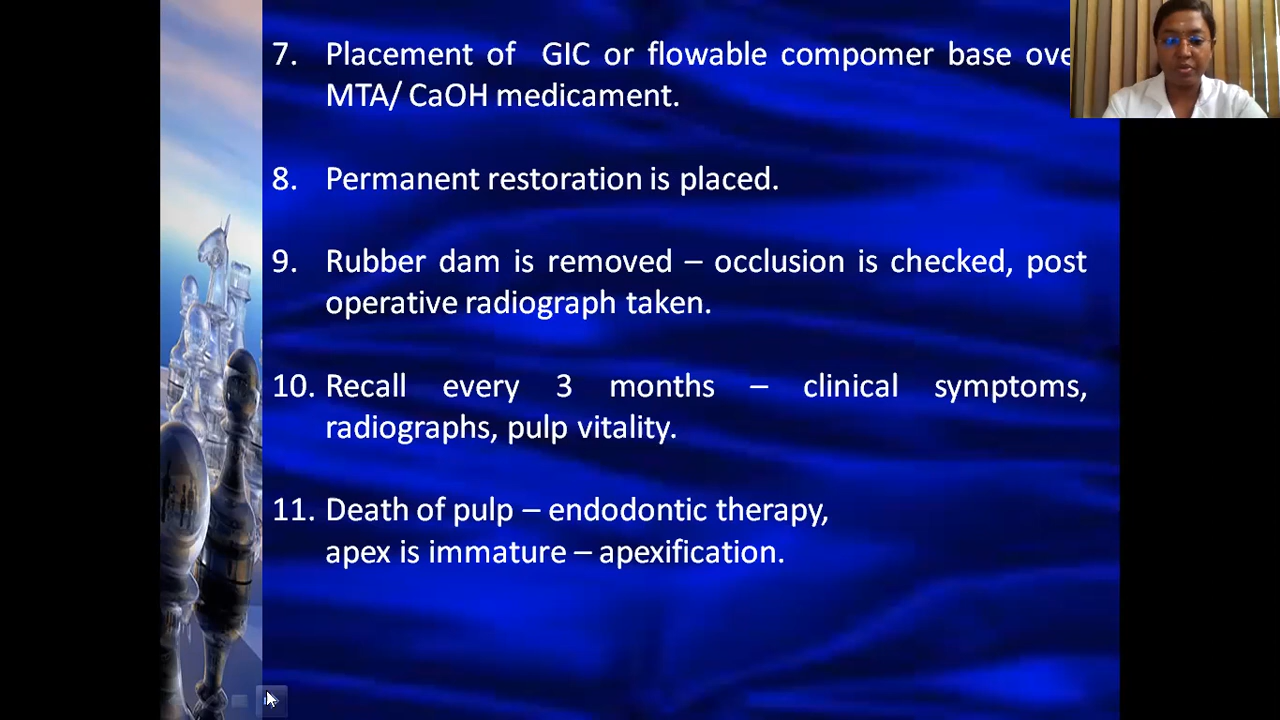 7. Placement of GIC or flowable compomer base ove
MTA/ CaOH medicament.
8. Permanent restoration is placed.
9. Rubber dam is removed – occlusion is checked, post
operative radiograph taken.
10. Recall every 3 months – clinical symptoms,
radiographs, pulp vitality.
11. Death of pulp – endodontic therapy,
apex is immature – apexification.